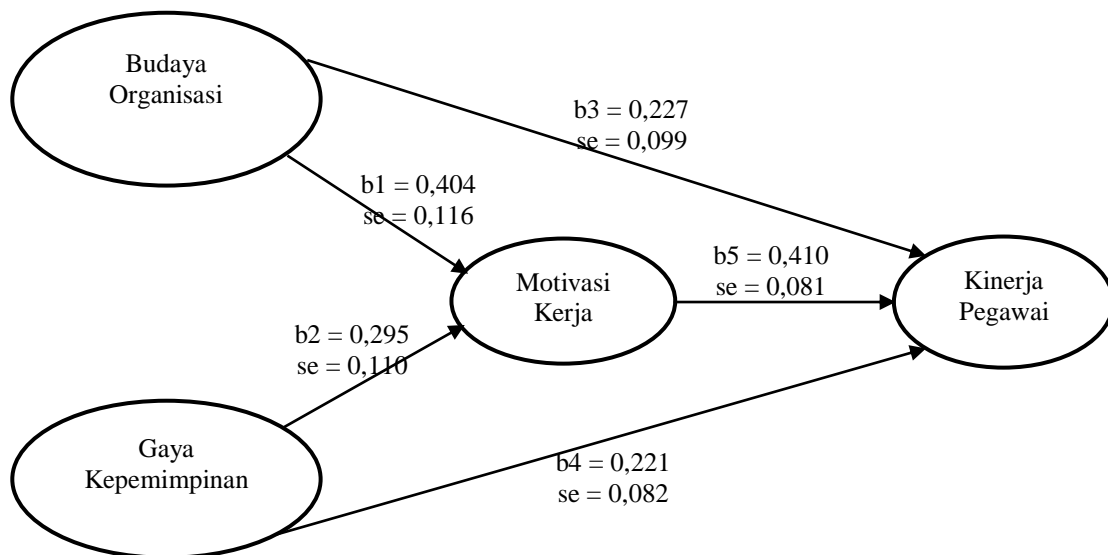 Budaya
Organisasi
b3 = 0,227
se = 0,099
b1 = 0,404
se = 0,116
Motivasi
Kerja
b5 = 0,410
se = 0,081
Kinerja
Pegawai
b2 = 0,295
se = 0,110
Gaya
Kepemimpinan
b4 = 0,221
se = 0,082